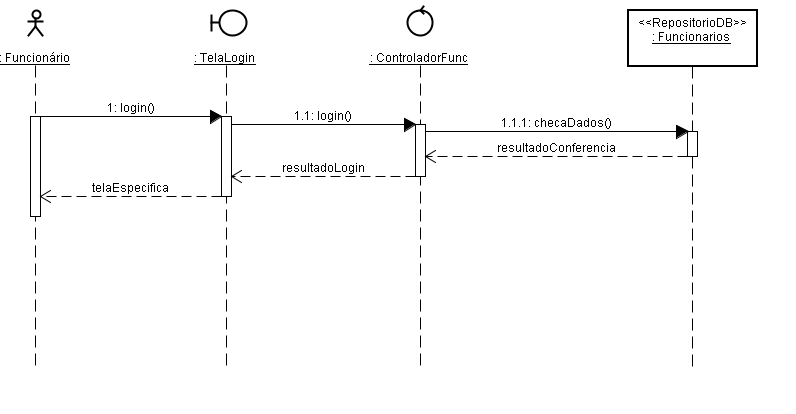 <<RepositorioDB>>
: Funcionarios
: Funcionário
: TelaLogin
: ControladorFunc
1: login()
1.1: login()
1.1.1: checaDados()
resultadoConferencia
resultadoLogin
telaEspecifica